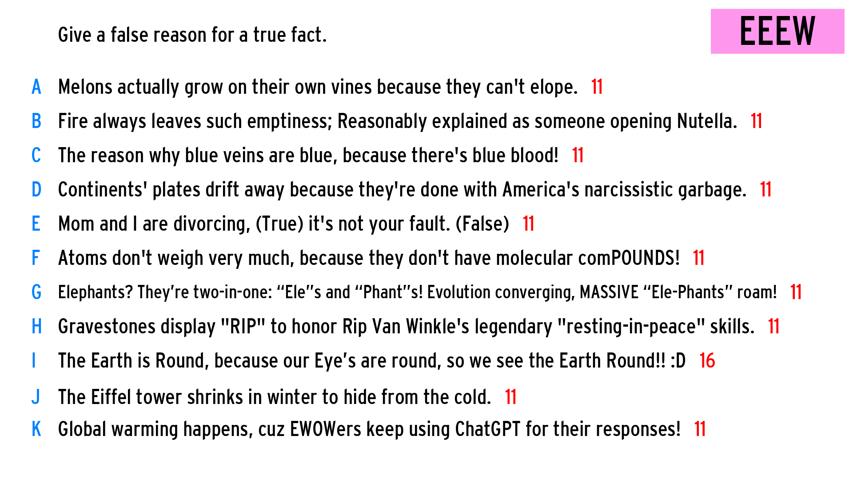 Give a false reason for a true fact.
EEEW
A Melons actually grow on their own vines because they can't elope. 11
B Fire always leaves such emptiness; Reasonably explained as someone opening Nutella. 11
C The reason why blue veins are blue, because there's blue blood! 11
D Continents' plates drift away because they're done with America's narcissistic garbage. 11
E Mom and I are divorcing, (True) it's not your fault. (False) 11
F Atoms don't weigh very much, because they don't have molecular comPOUNDS! 11
G Elephants? They’re two-in-one: “Ele”s and “Phant”s! Evolution converging, MASSIVE “Ele-Phants” roam! 11
H Gravestones display "RIP" to honor Rip Van Winkle's legendary "resting-in-peace" skills. 11
I The Earth is Round, because our Eye’s are round, so we see the Earth Round!! :D 16
J The Eiffel tower shrinks in winter to hide from the cold. 11
K Global warming happens, cuz EWOWers keep using ChatGPT for their responses! 11